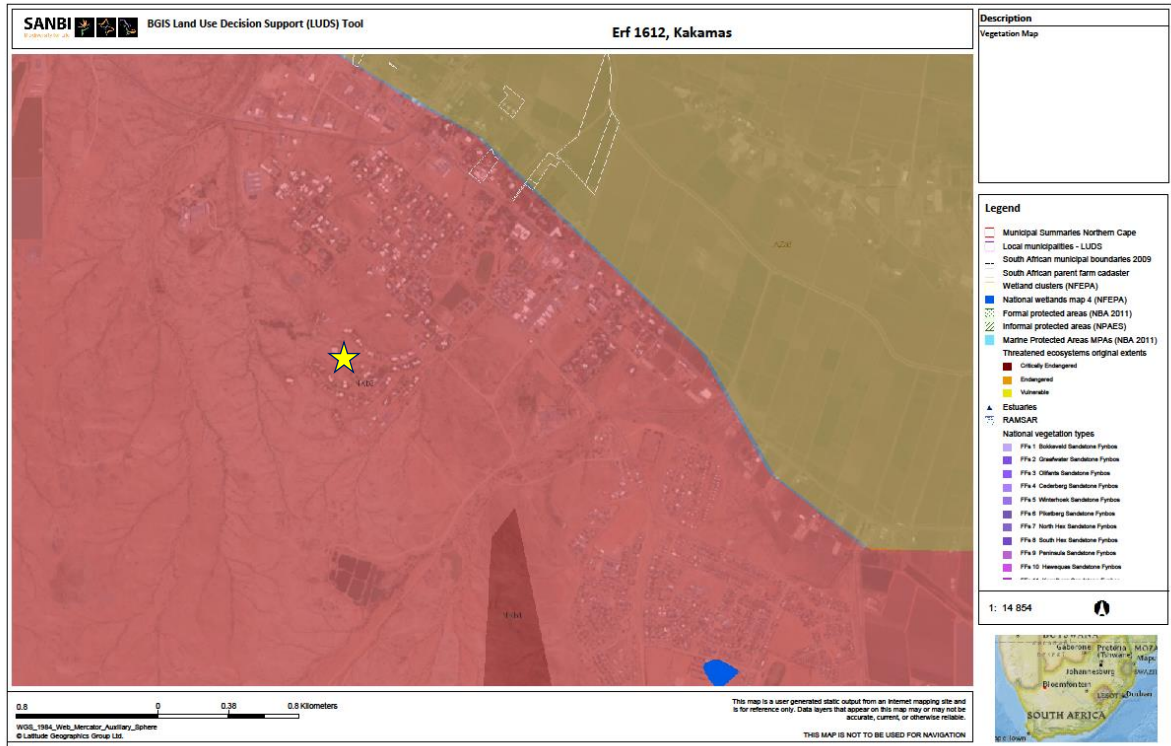 SANBI
BGIS Land Use Decision Support (LUDS) Tool
Erf 1612, Kakamas
Description
Vegetation Map
Legend
Municipal Summaries Northern Cape
Local municipalities - LUDS
South African municipal boundaries 2009
South African parent farm cadaster
Wetland clusters (NFEPA)
National wetlands map 4 (NFEPA)
Formal protected areas (NBA 2011)
Informal protected areas (NPAES)
Marine Protected Areas MPAs (NBA 2011)
Threatened ecosystems original extents
Critically Endangered
Endangered
Vulnerable
Estuaries
RAMSAR
National vegetation types
FFs 1 Bokkeveld Sandstone Fynbos
FFs 2 Graafwater Sandstone Fynbos
FFs 3 Olifants Sandstone Fynbos
FFs 4 Cederberg Sandstone Fynbos
FFs 5 Winterhoek Sandstone Fynbos
FFs 6 Piketberg Sandstone Fynbos
FFs 7 North Hex Sandstone Fynbos
FFs 8 South Hex Sandstone Fynbos
FFs 9 Peninsula Sandstone Fynbos
FFs 10 Hawequas Sandstone Fynbos
1: 14 854
BOTSWANA
Gaborone
Pretoria
(Tshwane)
MOZA
Mapu
Johannesburg
SWAZIL
Bloemfontein
LESOTHO
Durban
SOUTH AFRICA
0.8 0 0.38 0.8 Kilometers
WGS_1984_Web_Mercator_Auxiliary_Sphere
© Latitude Geographics Group Ltd.
This map is a user generated static output from an Internet mapping site and
is for reference only. Data layers that appear on this map may or may not be
accurate, current, or otherwise reliable.
THIS MAP IS NOT TO BE USED FOR NAVIGATION